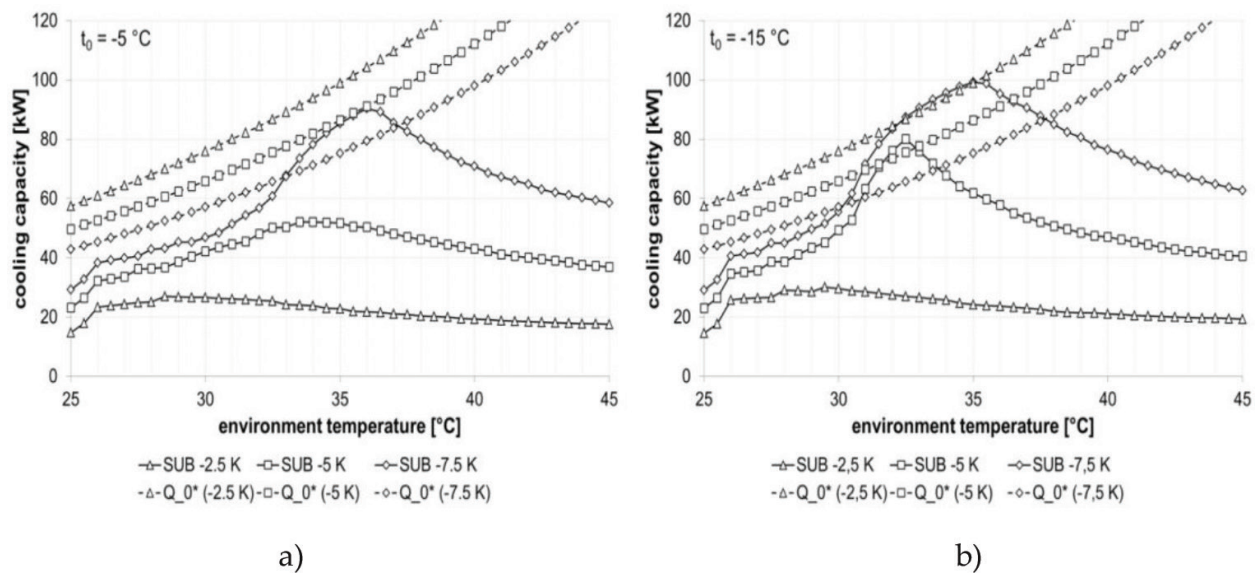 120
100
80
60
40
20
0
cooling capacity [kW]
t₀ = -5 °C
25 30 35 40 45
environment temperature [°C]
SUB -2.5 K SUB -5 K SUB -7.5 K
Q_0* (-2.5 K) Q_0* (-5 K) Q_0* (-7.5 K)
a)
120
100
80
60
40
20
0
cooling capacity [kW]
t₀ = -15 °C
25 30 35 40 45
environment temperature [°C]
SUB -2,5 K SUB -5 K SUB -7,5 K
Q_0* (-2,5 K) Q_0* (-5 K) Q_0* (-7,5 K)
b)